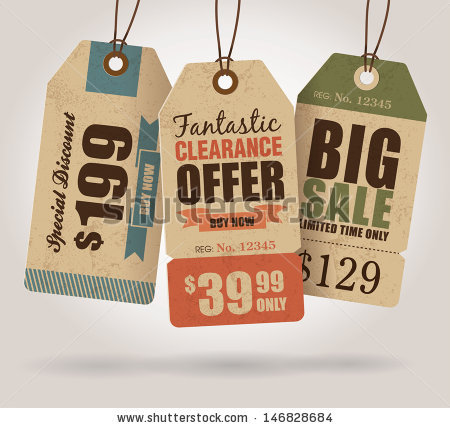 Special Discount
$199
BUY NOW
Fantastic
CLEARANCE
OFFER
BUY NOW
REG: No. 12345
$39.99
ONLY
REG: No. 12345
BIG
SALE
LIMITED TIME ONLY
$129
shutterstock
www.shutterstock.com · 146828684